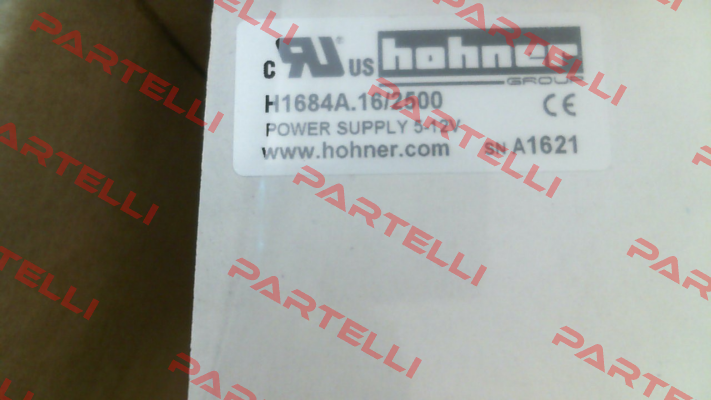 c RU US hohner
GROUP
H1684A.16/2500 CE
POWER SUPPLY 5-12V
www.hohner.com SN A1621
PARTELLI
PARTELLI
PARTELLI
PARTELLI
PARTELLI
PARTELLI
PARTELLI
PARTELLI